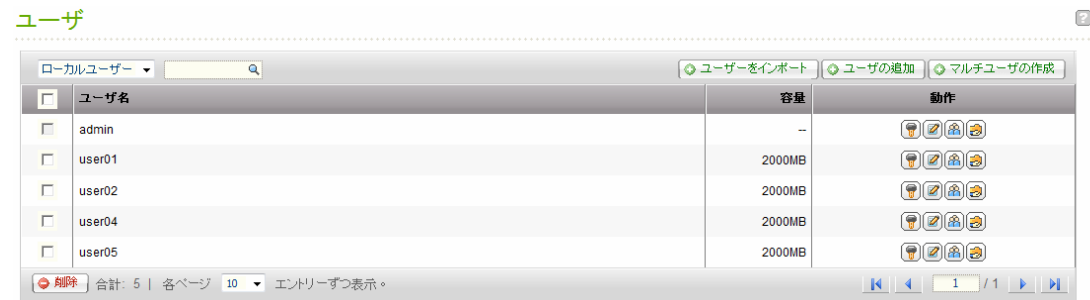 ユーザ
?
ローカルユーザー
ユーザーをインポート ユーザの追加 マルチユーザの作成
ユーザ名 容量 動作
admin --
user01 2000MB
user02 2000MB
user04 2000MB
user05 2000MB
削除 合計: 5 | 各ページ 10 エントリーずつ表示。 1 / 1